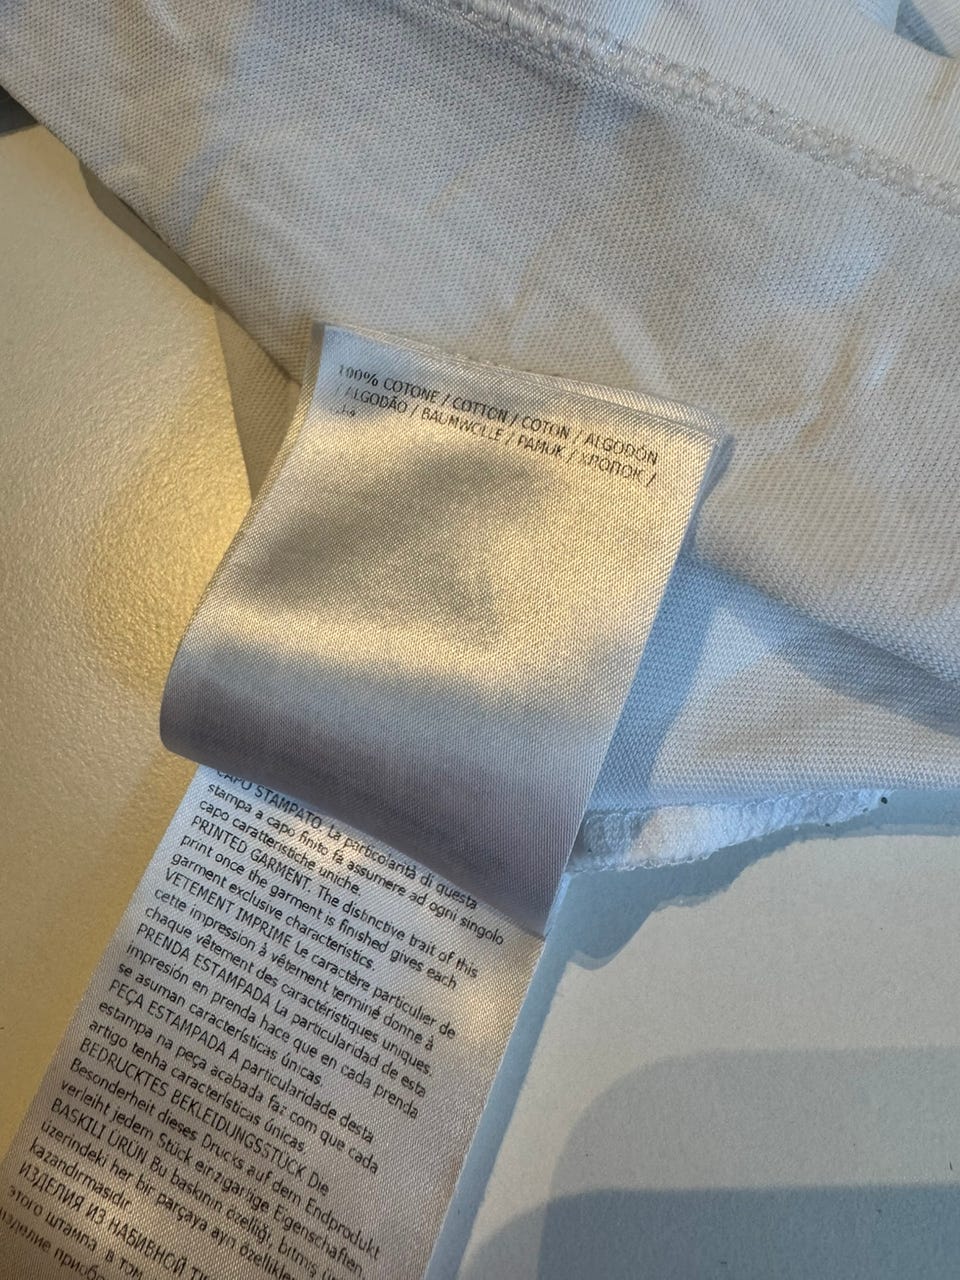 100% COTONE / COTTON / COTON / ALGODÓN
/ ALGODÃO / BAUMWOLLE / PAMUK / ХЛОПОК /
CAPO STAMPATO. La particolarità di questa
stampa a capo finito fa assumere ad ogni singolo
capo caratteristiche uniche.
PRINTED GARMENT. The distinctive trait of this
print once the garment is finished gives each
garment exclusive characteristics.
VETEMENT IMPRIME Le caractère particulier de
cette impression à vêtement terminé donne à
chaque vêtement des caractéristiques uniques.
PRENDA ESTAMPADA La particularidad de esta
impresión en prenda hace que en cada prenda
se asuman características únicas.
PEÇA ESTAMPADA A particularidade desta
estampa na peça acabada faz com que cada
artigo tenha características únicas.
BEDRUCKTES BEKLEIDUNGSSTÜCK Die
Besonderheit dieses Drucks auf dem Endprodukt
verleiht jedem Stück einzigartige Eigenschaften.
BASKILI ÜRÜN Bu baskının özelliği, bitmiş
üzerindeki her bir parçaya ayrı özellikler
kazandırmasıdır.
ИЗДЕЛИЯ ИЗ НАБИВНОЙ
этого штампа в том